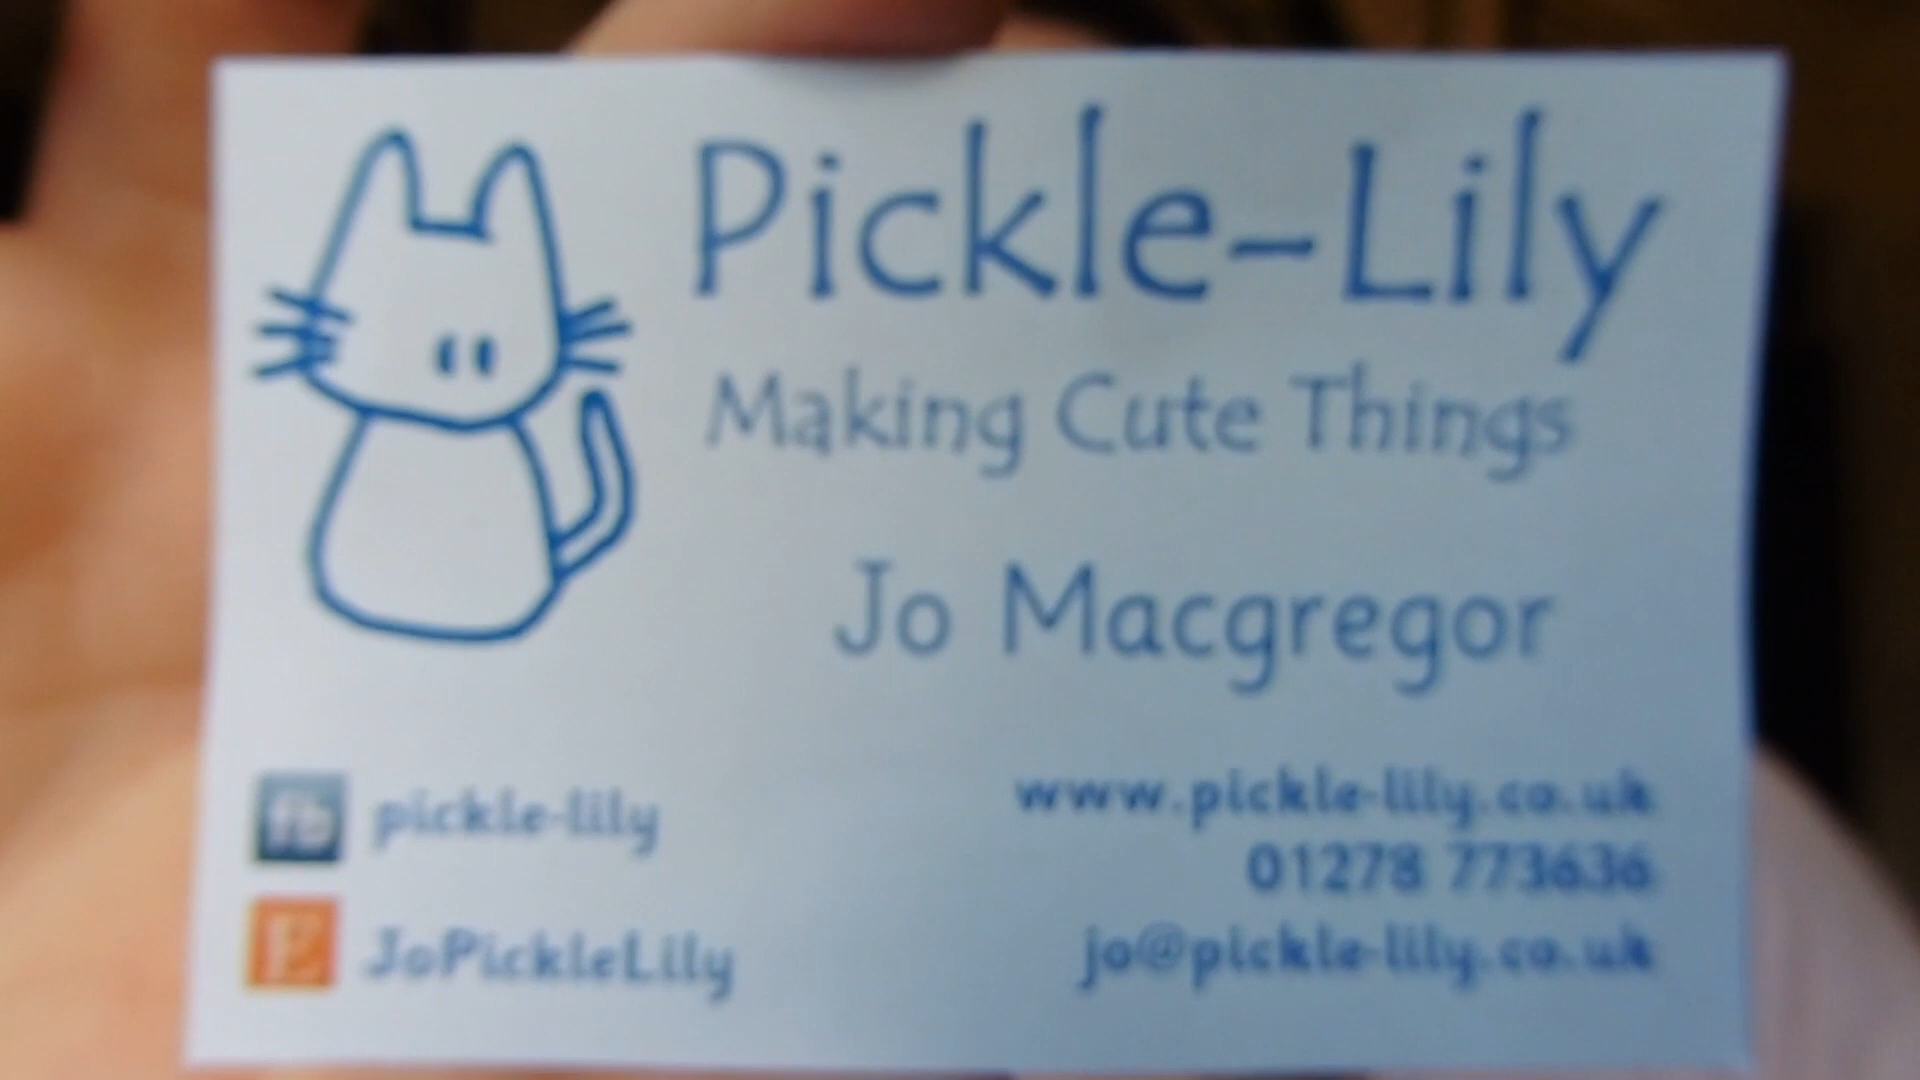 Pickle-Lily
Making Cute Things
Jo Macgregor
fb pickle-lily
E JoPickleLily
www.pickle-lily.co.uk
01278 773636
jo@pickle-lily.co.uk